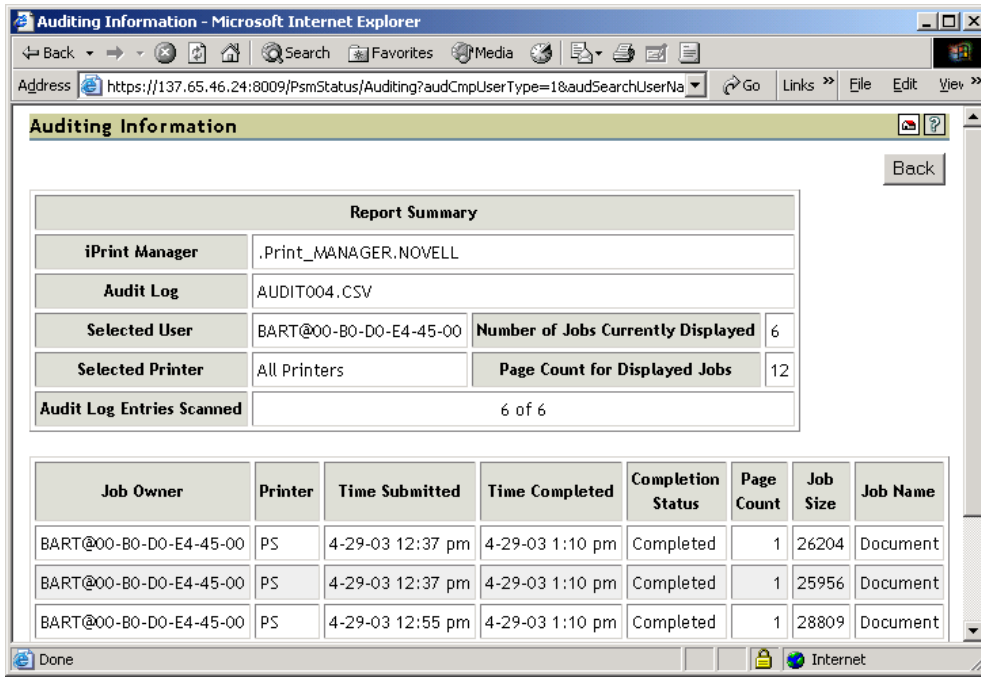 Auditing Information - Microsoft Internet Explorer
Back Search Favorites Media
Address https://137.65.46.24:8009/PsmStatus/Auditing?audCmpUserType=1&audSearchUserNa Go Links » File Edit View »
Auditing Information
Back
Report Summary
iPrint Manager .Print_MANAGER.NOVELL
Audit Log AUDIT004.CSV
Selected User BART@00-B0-D0-E4-45-00 Number of Jobs Currently Displayed 6
Selected Printer All Printers Page Count for Displayed Jobs 12
Audit Log Entries Scanned 6 of 6
Job Owner Printer Time Submitted Time Completed Completion Status Page Count Job Size Job Name
BART@00-B0-D0-E4-45-00 PS 4-29-03 12:37 pm 4-29-03 1:10 pm Completed 1 26204 Document
BART@00-B0-D0-E4-45-00 PS 4-29-03 12:37 pm 4-29-03 1:10 pm Completed 1 25956 Document
BART@00-B0-D0-E4-45-00 PS 4-29-03 12:55 pm 4-29-03 1:10 pm Completed 1 28809 Document
Done Internet